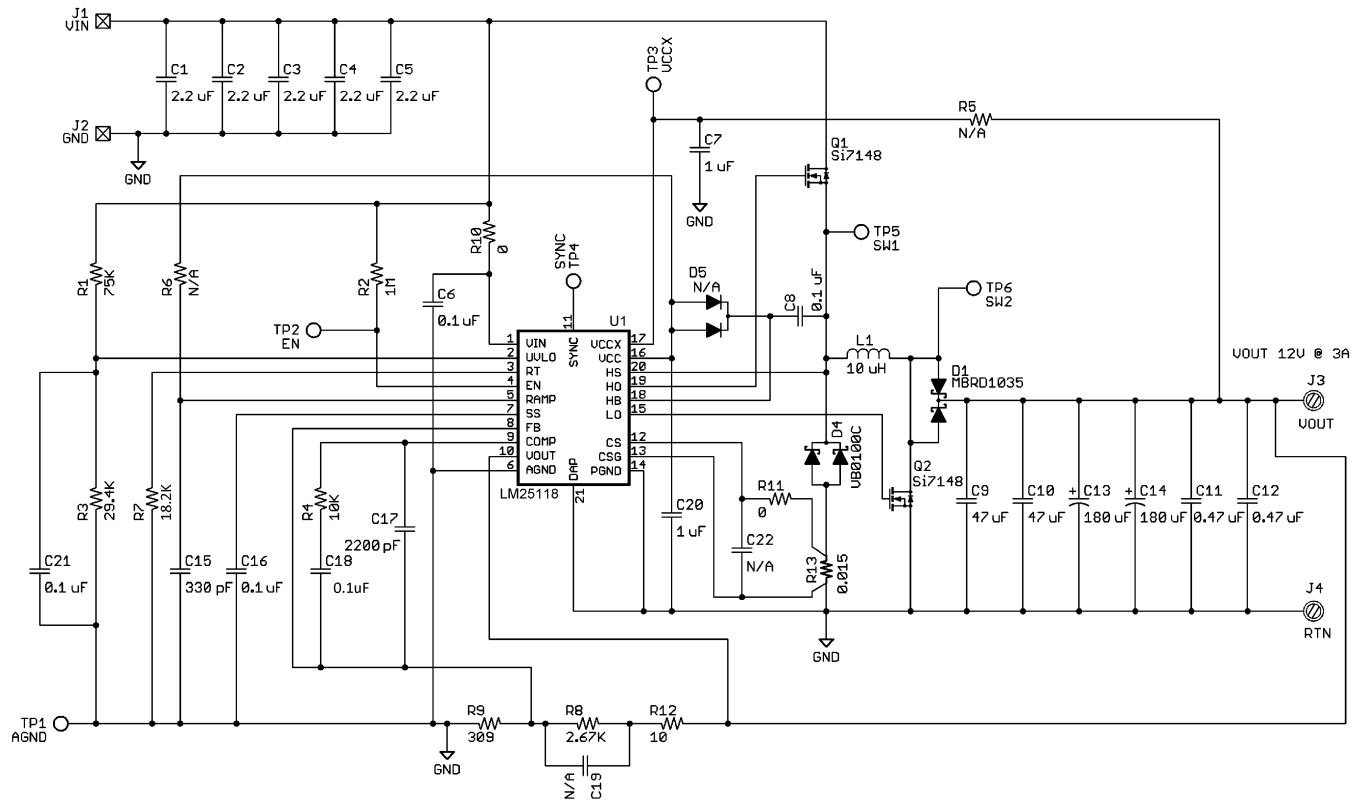 J1
VIN
C1
2.2 uF
C2
2.2 uF
C3
2.2 uF
C4
2.2 uF
C5
2.2 uF
J2
GND
GND
TP3
VCCX
C7
1 uF
GND
R5
N/A
Q1
Si7148
TP5
SW1
R10
0
SYNC
TP4
R1
75K
R6
N/A
R2
1M
TP2
EN
C6
0.1 uF
D5
N/A
C8
0.1 uF
TP6
SW2
L1
10 uH
D1
MBRD1035
VOUT 12V @ 3A
J3
VOUT
U1
11
SYNC
1 VIN
2 UVLO
3 RT
4 EN
5 RAMP
7 SS
8 FB
9 COMP
10 VOUT
6 AGND
VCCX 17
VCC 16
HS 20
HO 19
HB 18
LO 15
CS 12
CSG 13
PGND 14
DAP
21
LM25118
D4
VB0100C
Q2
Si7148
R3
29.4K
R7
18.2K
R4
10K
C17
2200 pF
C20
1 uF
R11
0
C22
N/A
R13
0.015
C9
47 uF
C10
47 uF
+
C13
180 uF
+
C14
180 uF
C11
0.47 uF
C12
0.47 uF
C21
0.1 uF
C15
330 pF
C16
0.1 uF
C18
0.1uF
J4
RTN
GND
TP1
AGND
GND
R9
309
R8
2.67K
R12
10
N/A
C19